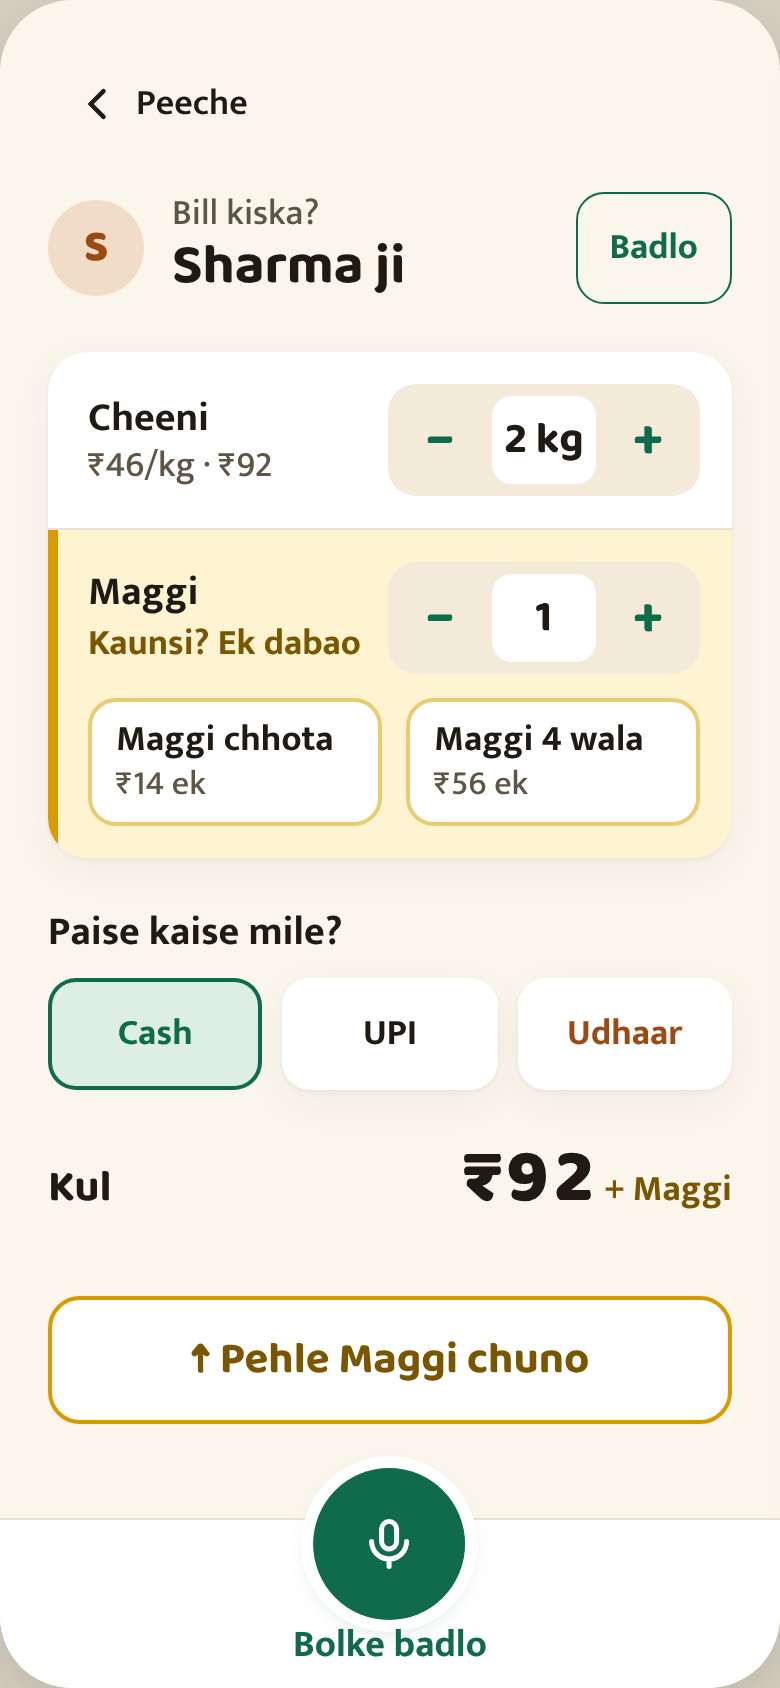 Peeche
Bill kiska?
S
Sharma ji
Badlo
Cheeni
₹46/kg · ₹92
− 2 kg +
Maggi
Kaunsi? Ek dabao
− 1 +
Maggi chhota
₹14 ek
Maggi 4 wala
₹56 ek
Paise kaise mile?
Cash
UPI
Udhaar
Kul
₹92 + Maggi
↑ Pehle Maggi chuno
Bolke badlo